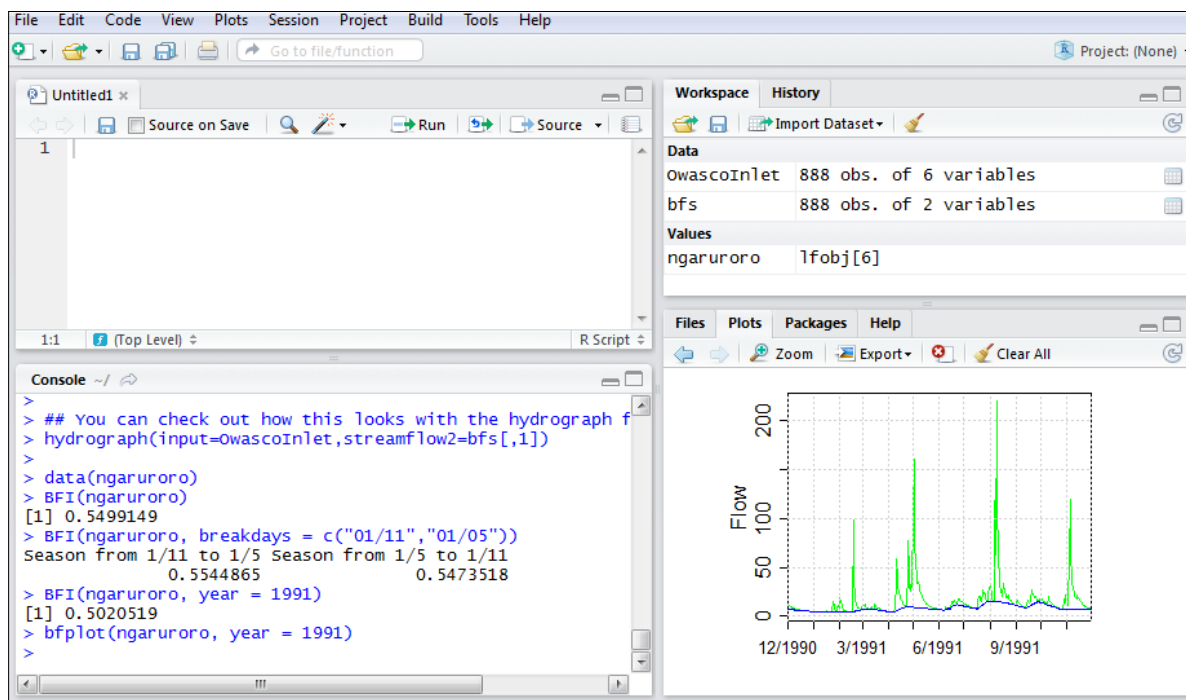 File Edit Code View Plots Session Project Build Tools Help
Go to file/function
Project: (None)
Untitled1
Source on Save Run Source
1
1:1 (Top Level) R Script
Console ~/
>
> ## You can check out how this looks with the hydrograph f
> hydrograph(input=OwascoInlet,streamflow2=bfs[,1])
>
> data(ngaruroro)
> BFI(ngaruroro)
[1] 0.5499149
> BFI(ngaruroro, breakdays = c("01/11","01/05"))
Season from 1/11 to 1/5 Season from 1/5 to 1/11
0.5544865 0.5473518
> BFI(ngaruroro, year = 1991)
[1] 0.5020519
> bfplot(ngaruroro, year = 1991)
>
Workspace History
Import Dataset
Data
OwascoInlet 888 obs. of 6 variables
bfs 888 obs. of 2 variables
Values
ngaruroro lfobj[6]
Files Plots Packages Help
Zoom Export Clear All
Flow
200
100
50
0
12/1990 3/1991 6/1991 9/1991